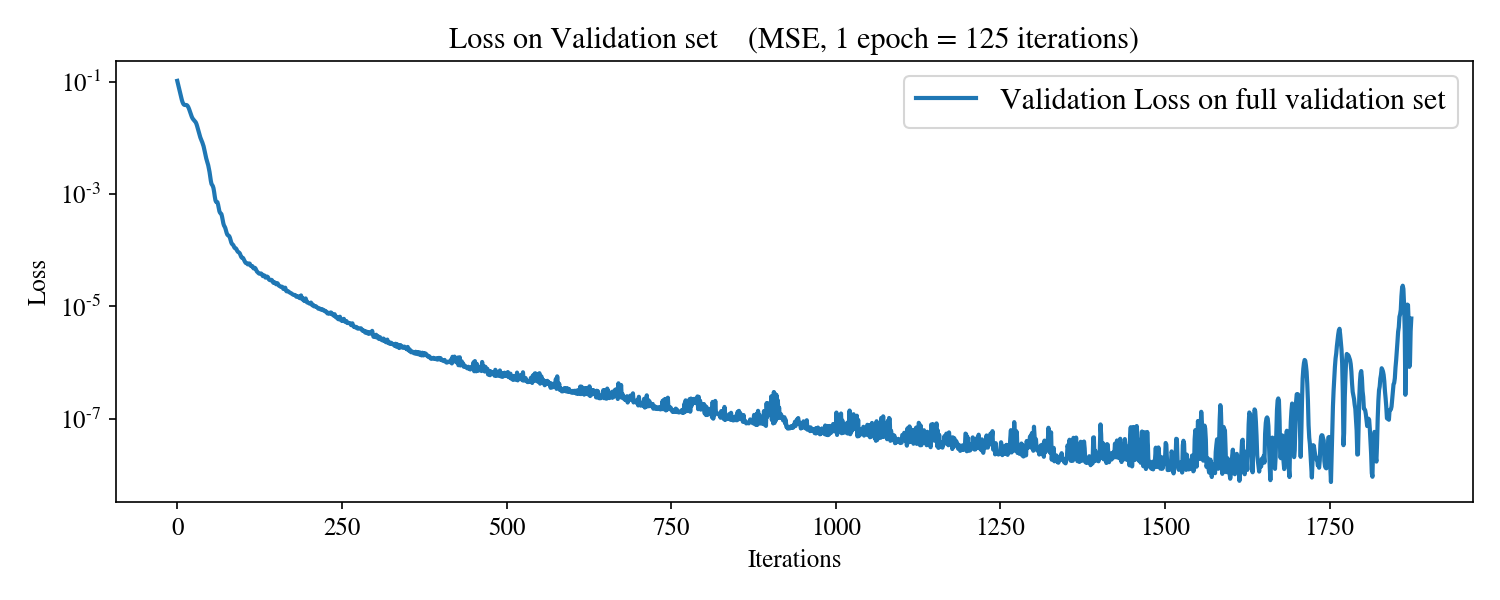 Loss on Validation set (MSE, 1 epoch = 125 iterations)
Validation Loss on full validation set
Loss
10-1
10-3
10-5
10-7
0 250 500 750 1000 1250 1500 1750
Iterations